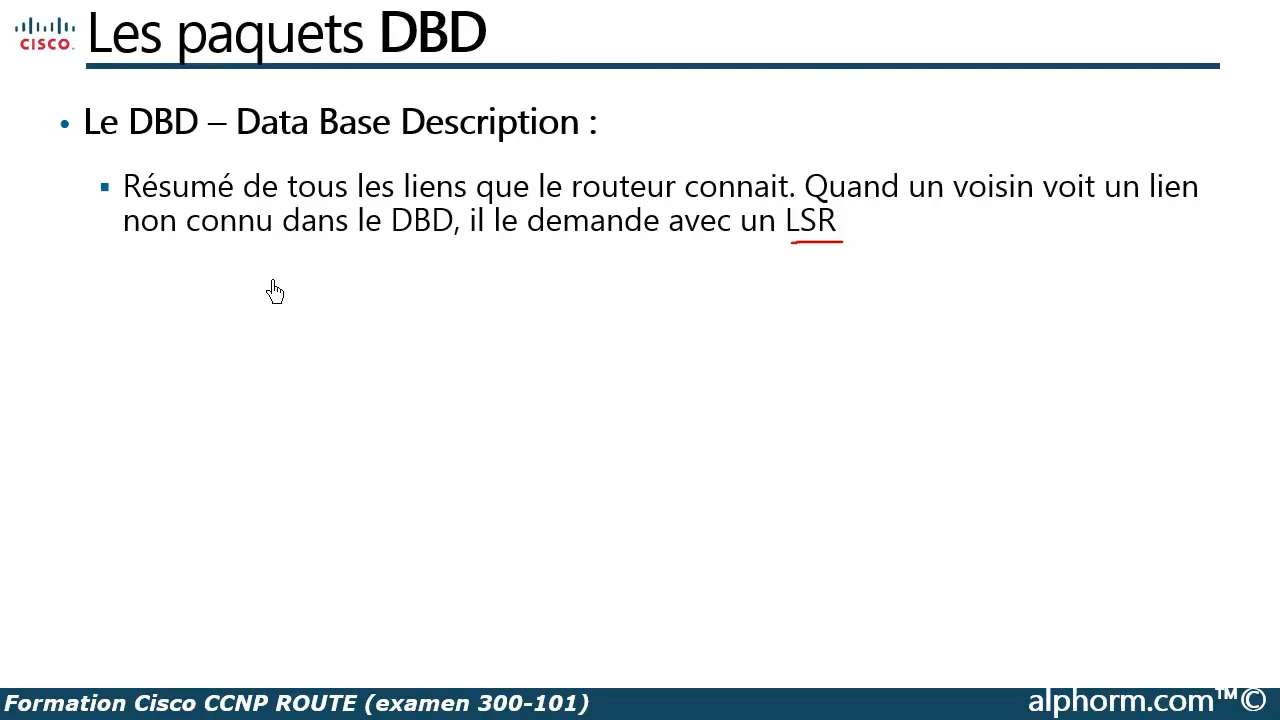 CISCO
Les paquets DBD
• Le DBD – Data Base Description :
▪ Résumé de tous les liens que le routeur connait. Quand un voisin voit un lien
non connu dans le DBD, il le demande avec un LSR
Formation Cisco CCNP ROUTE (examen 300-101)
alphorm.com™©